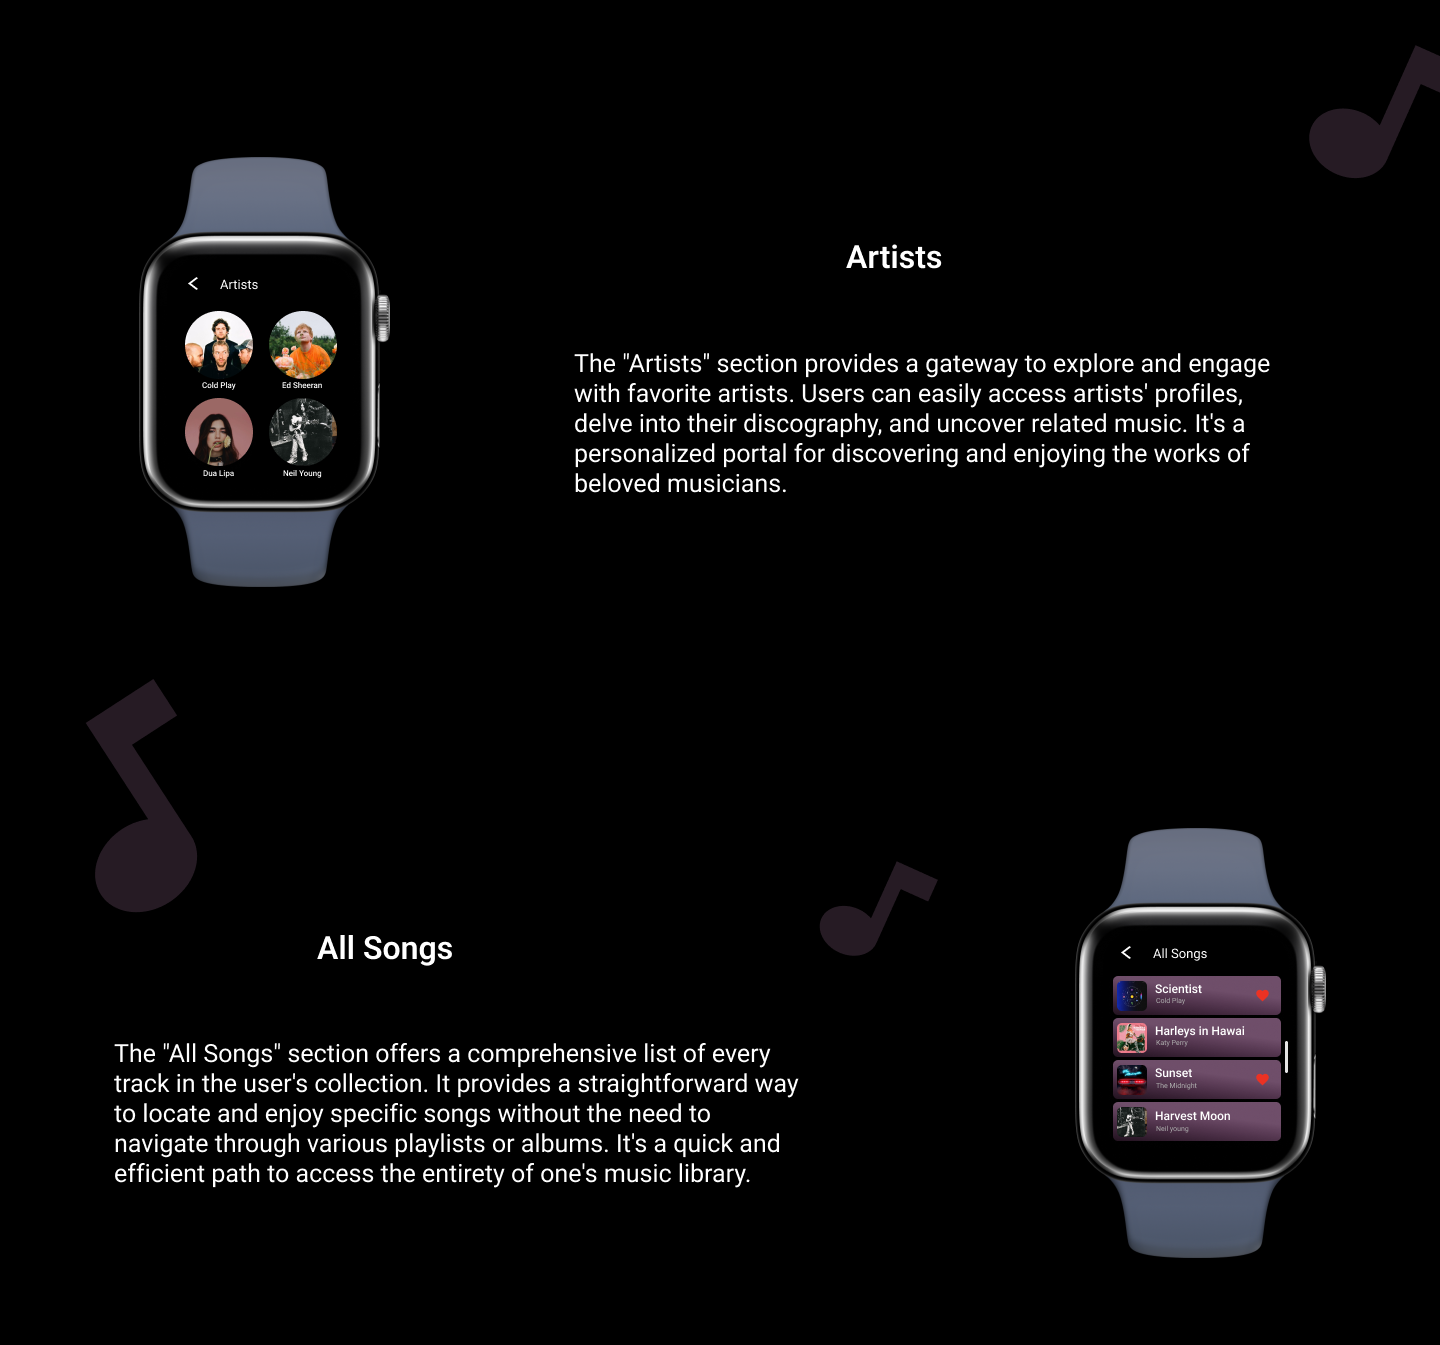 Artists
Artists
Cold Play
Ed Sheeran
Dua Lipa
Neil Young
The "Artists" section provides a gateway to explore and engage
with favorite artists. Users can easily access artists' profiles,
delve into their discography, and uncover related music. It's a
personalized portal for discovering and enjoying the works of
beloved musicians.
All Songs
The "All Songs" section offers a comprehensive list of every
track in the user's collection. It provides a straightforward way
to locate and enjoy specific songs without the need to
navigate through various playlists or albums. It's a quick and
efficient path to access the entirety of one's music library.
All Songs
Scientist
Cold Play
Harleys in Hawai
Katy Perry
Sunset
The Midnight
Harvest Moon
Neil young